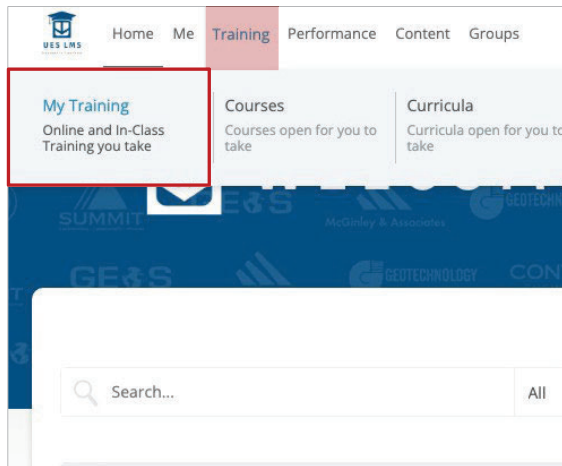 UES LMS
Home Me Training Performance Content Groups
My Training
Online and In-Class
Training you take
Courses
Courses open for you to
take
Curricula
Curricula open for you to
take
SUMMIT
GE&S
McGinley & Associates
GEOTECHN
GE&S
GEOTECHNOLOGY
CON
Search...
All